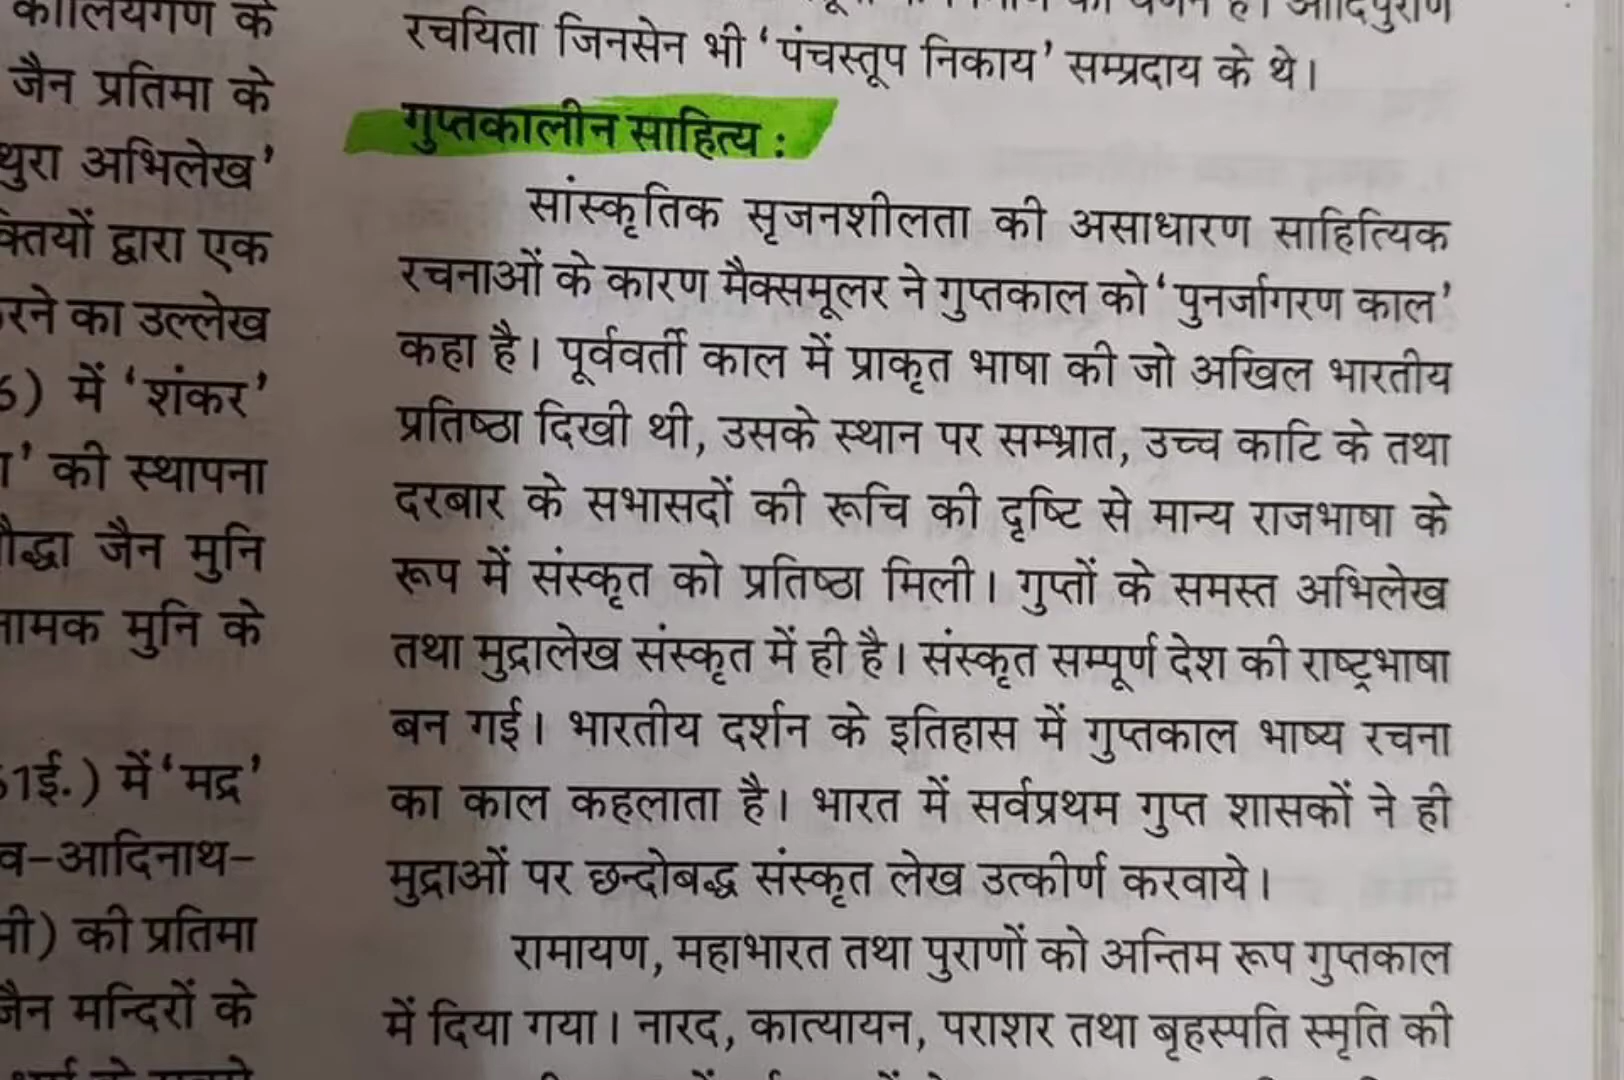 के
जैन प्रतिमा के
अभिलेख’
द्वारा एक
का उल्लेख
) में ‘शंकर’
’ की स्थापना
जैन मुनि
मुनि के
1ई.) में ‘मद्र’
व-आदिनाथ-
) की प्रतिमा
जैन मन्दिरों के
आदिपुराण
रचयिता जिनसेन भी ‘पंचस्तूप निकाय’ सम्प्रदाय के थे।
गुप्तकालीन साहित्य :
सांस्कृतिक सृजनशीलता की असाधारण साहित्यिक
रचनाओं के कारण मैक्समूलर ने गुप्तकाल को ‘पुनर्जागरण काल’
कहा है। पूर्ववर्ती काल में प्राकृत भाषा की जो अखिल भारतीय
प्रतिष्ठा दिखी थी, उसके स्थान पर सम्भ्रात, उच्च काटि के तथा
दरबार के सभासदों की रूचि की दृष्टि से मान्य राजभाषा के
रूप में संस्कृत को प्रतिष्ठा मिली। गुप्तों के समस्त अभिलेख
तथा मुद्रालेख संस्कृत में ही है। संस्कृत सम्पूर्ण देश की राष्ट्रभाषा
बन गई। भारतीय दर्शन के इतिहास में गुप्तकाल भाष्य रचना
का काल कहलाता है। भारत में सर्वप्रथम गुप्त शासकों ने ही
मुद्राओं पर छन्दोबद्ध संस्कृत लेख उत्कीर्ण करवाये।
रामायण, महाभारत तथा पुराणों को अन्तिम रूप गुप्तकाल
में दिया गया। नारद, कात्यायन, पराशर तथा बृहस्पति स्मृति की